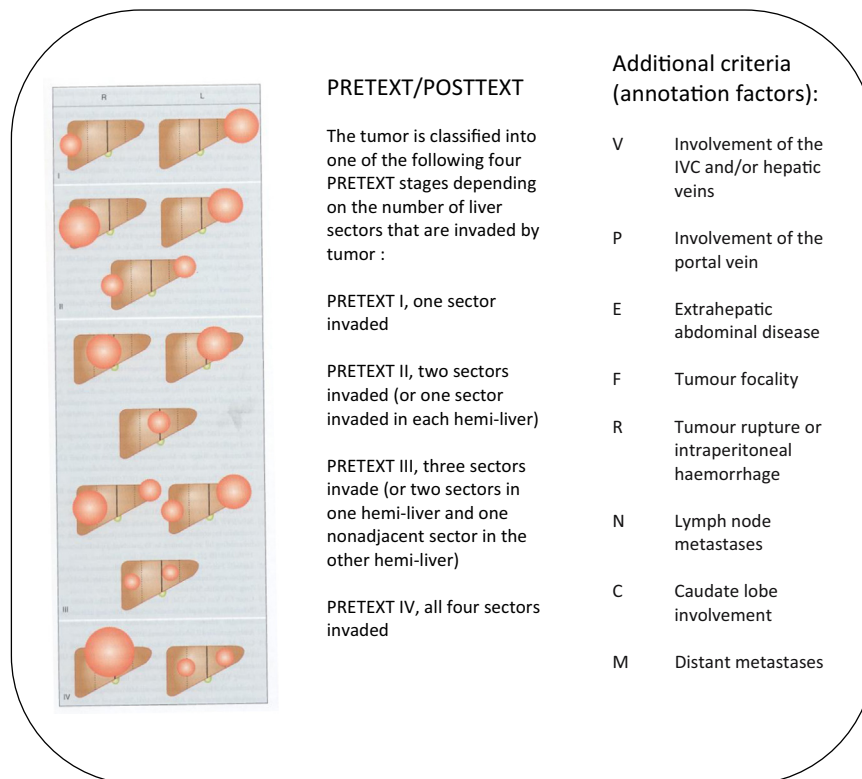 R L
I
II
III
IV
PRETEXT/POSTTEXT
The tumor is classified into
one of the following four
PRETEXT stages depending
on the number of liver
sectors that are invaded by
tumor :
PRETEXT I, one sector
invaded
PRETEXT II, two sectors
invaded (or one sector
invaded in each hemi-liver)
PRETEXT III, three sectors
invade (or two sectors in
one hemi-liver and one
nonadjacent sector in the
other hemi-liver)
PRETEXT IV, all four sectors
invaded
Additional criteria
(annotation factors):
V Involvement of the
IVC and/or hepatic
veins
P Involvement of the
portal vein
E Extrahepatic
abdominal disease
F Tumour focality
R Tumour rupture or
intraperitoneal
haemorrhage
N Lymph node
metastases
C Caudate lobe
involvement
M Distant metastases